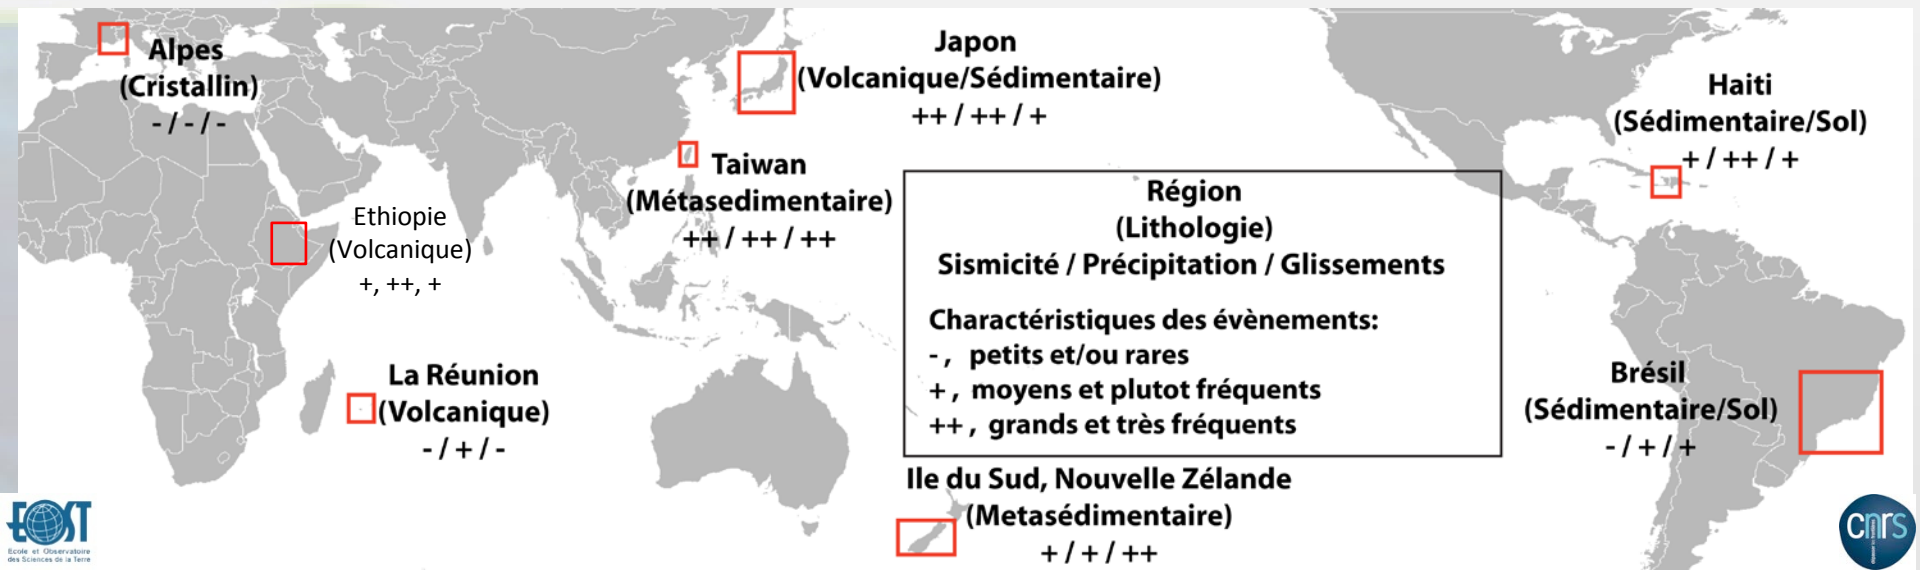 Alpes
(Cristallin)
- / - / -
Japon
(Volcanique/Sédimentaire)
++ / ++ / +
Haiti
(Sédimentaire/Sol)
+ / ++ / +
Taiwan
(Métasedimentaire)
++ / ++ / ++
Ethiopie
(Volcanique)
+, ++, +
Région
(Lithologie)
Sismicité / Précipitation / Glissements
Charactéristiques des évènements:
- , petits et/ou rares
+ , moyens et plutot fréquents
++ , grands et très fréquents
La Réunion
(Volcanique)
- / + / -
Brésil
(Sédimentaire/Sol)
- / + / +
Ile du Sud, Nouvelle Zélande
(Metasédimentaire)
+ / + / ++
EOST
Ecole et Observatoire
des Sciences de la Terre
cnrs